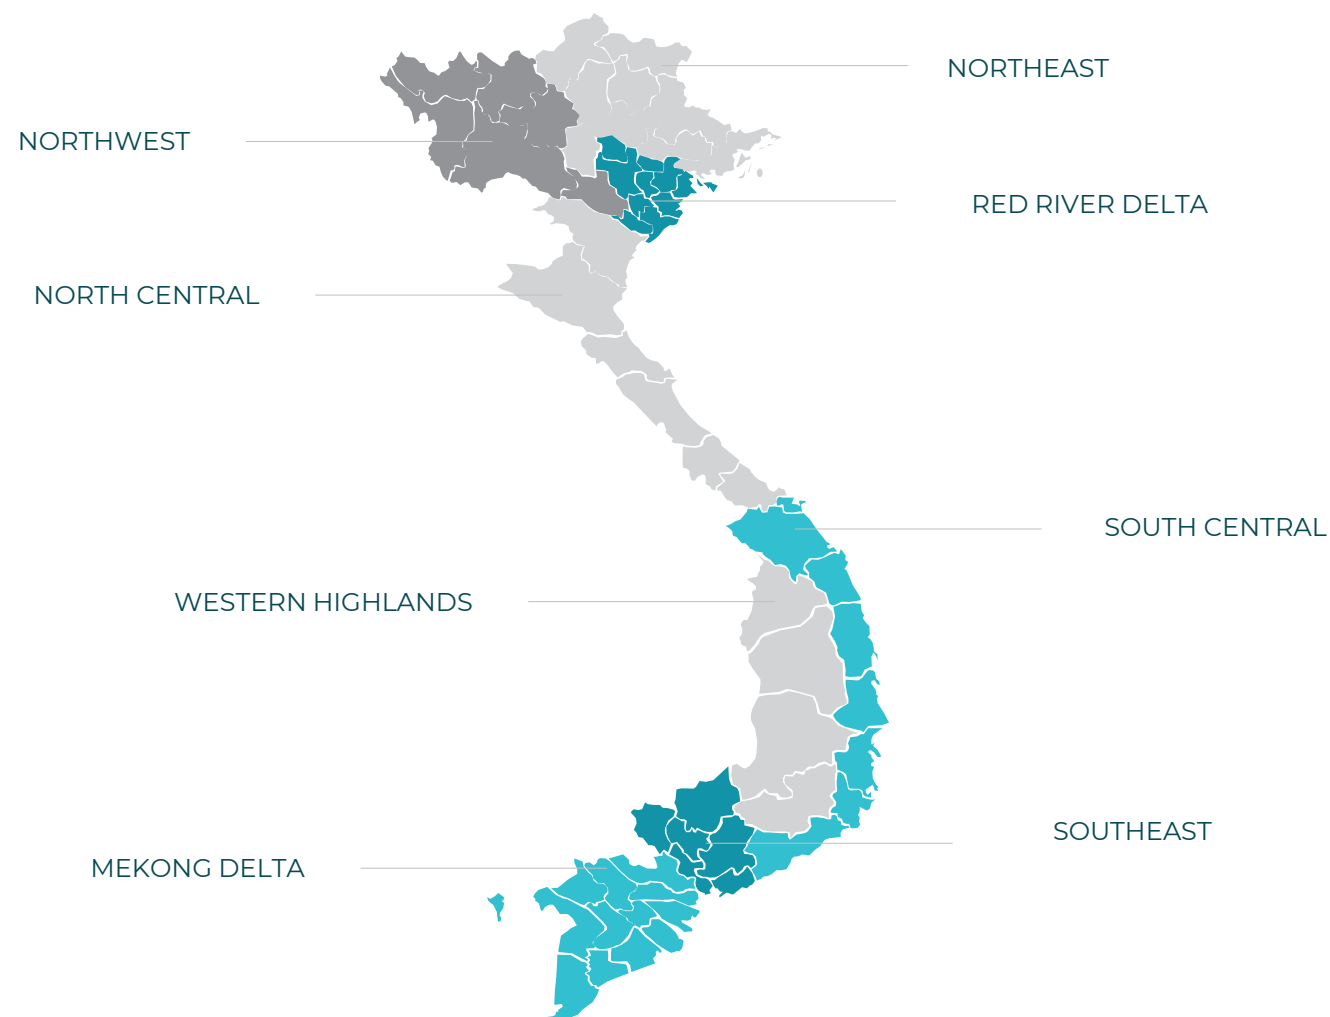 NORTHEAST
NORTHWEST
RED RIVER DELTA
NORTH CENTRAL
SOUTH CENTRAL
WESTERN HIGHLANDS
SOUTHEAST
MEKONG DELTA